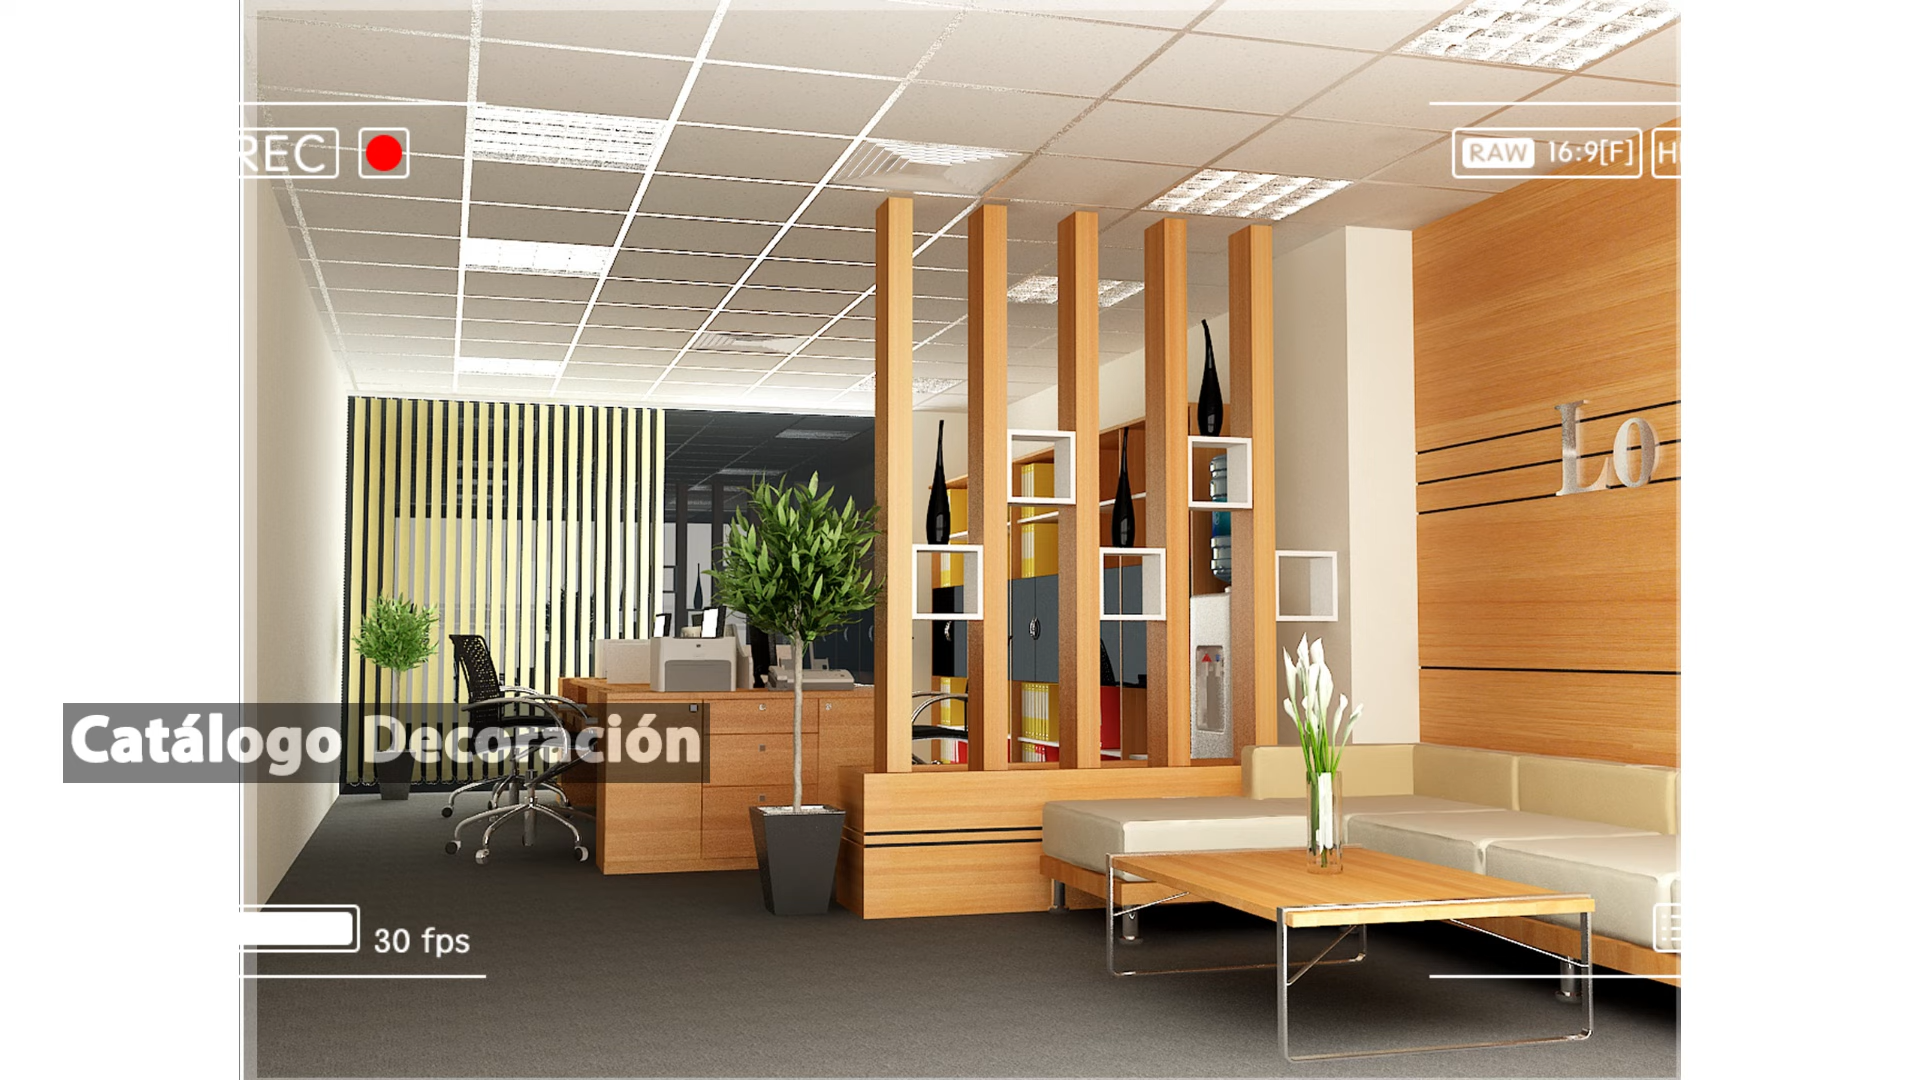 REC
RAW 16:9[F]
Lo
Catálogo Decoración
30 fps